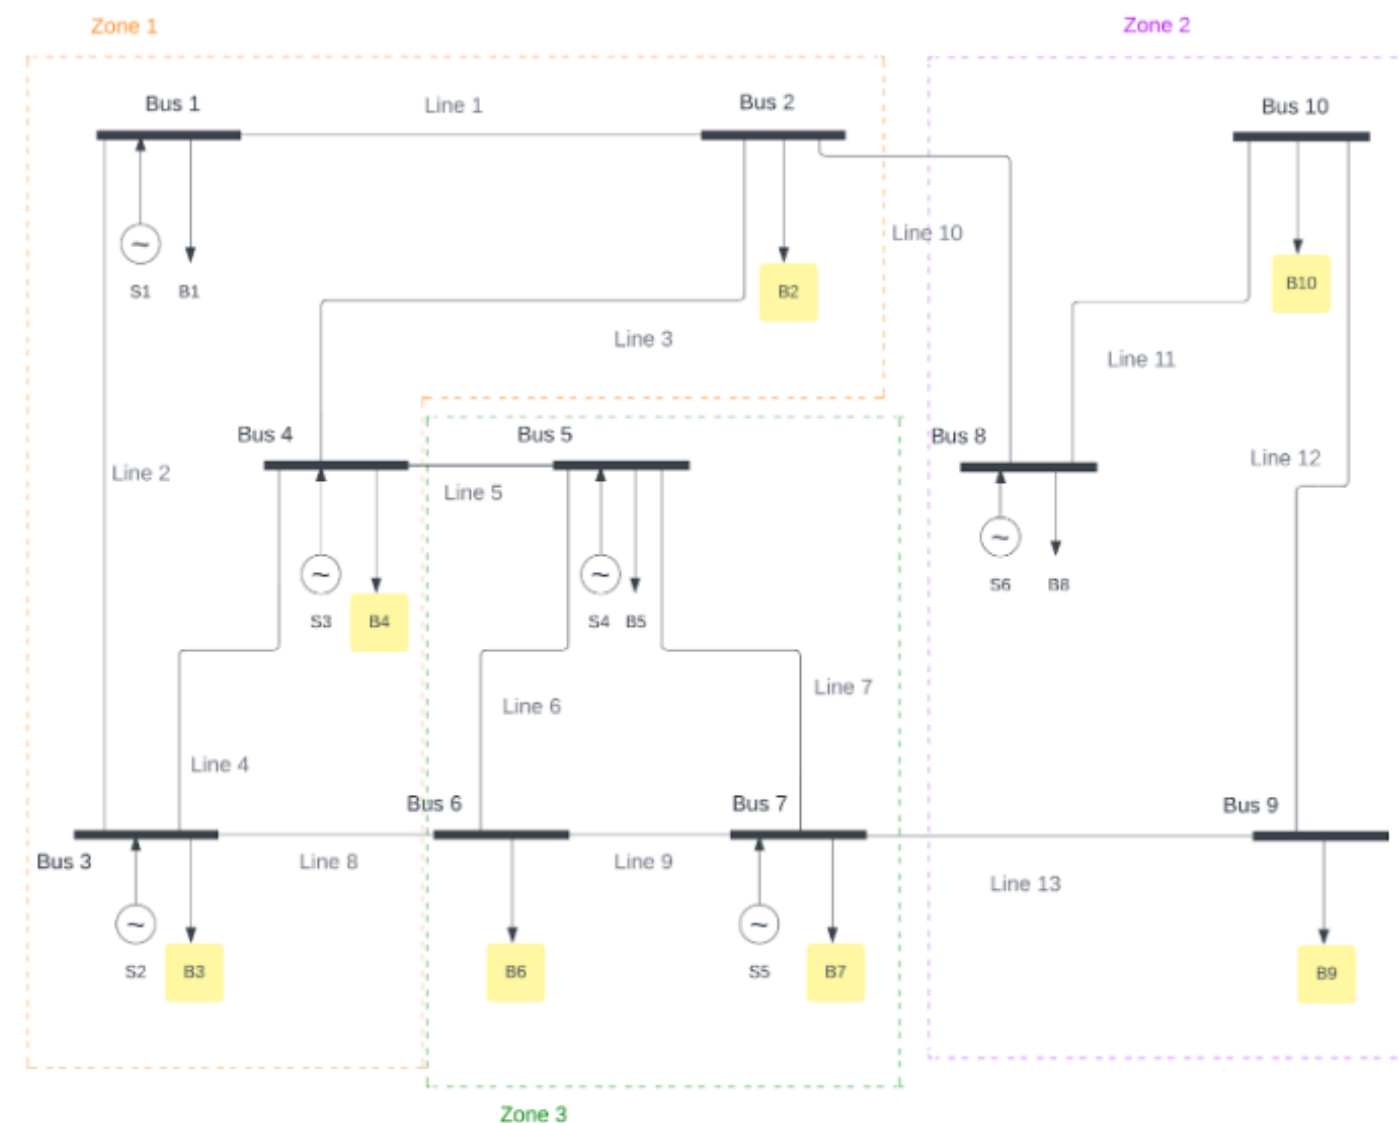 Zone 1
Zone 2
Bus 1
Line 1
Bus 2
Bus 10
~
S1
B1
Line 10
B2
B10
Line 3
Line 11
Bus 4
Bus 5
Bus 8
Line 2
Line 5
Line 12
~
S3
B4
~
S4
B5
~
S6
B8
Line 6
Line 7
Line 4
Bus 6
Bus 7
Bus 9
Bus 3
Line 8
Line 9
Line 13
~
S2
B3
B6
~
S5
B7
B9
Zone 3